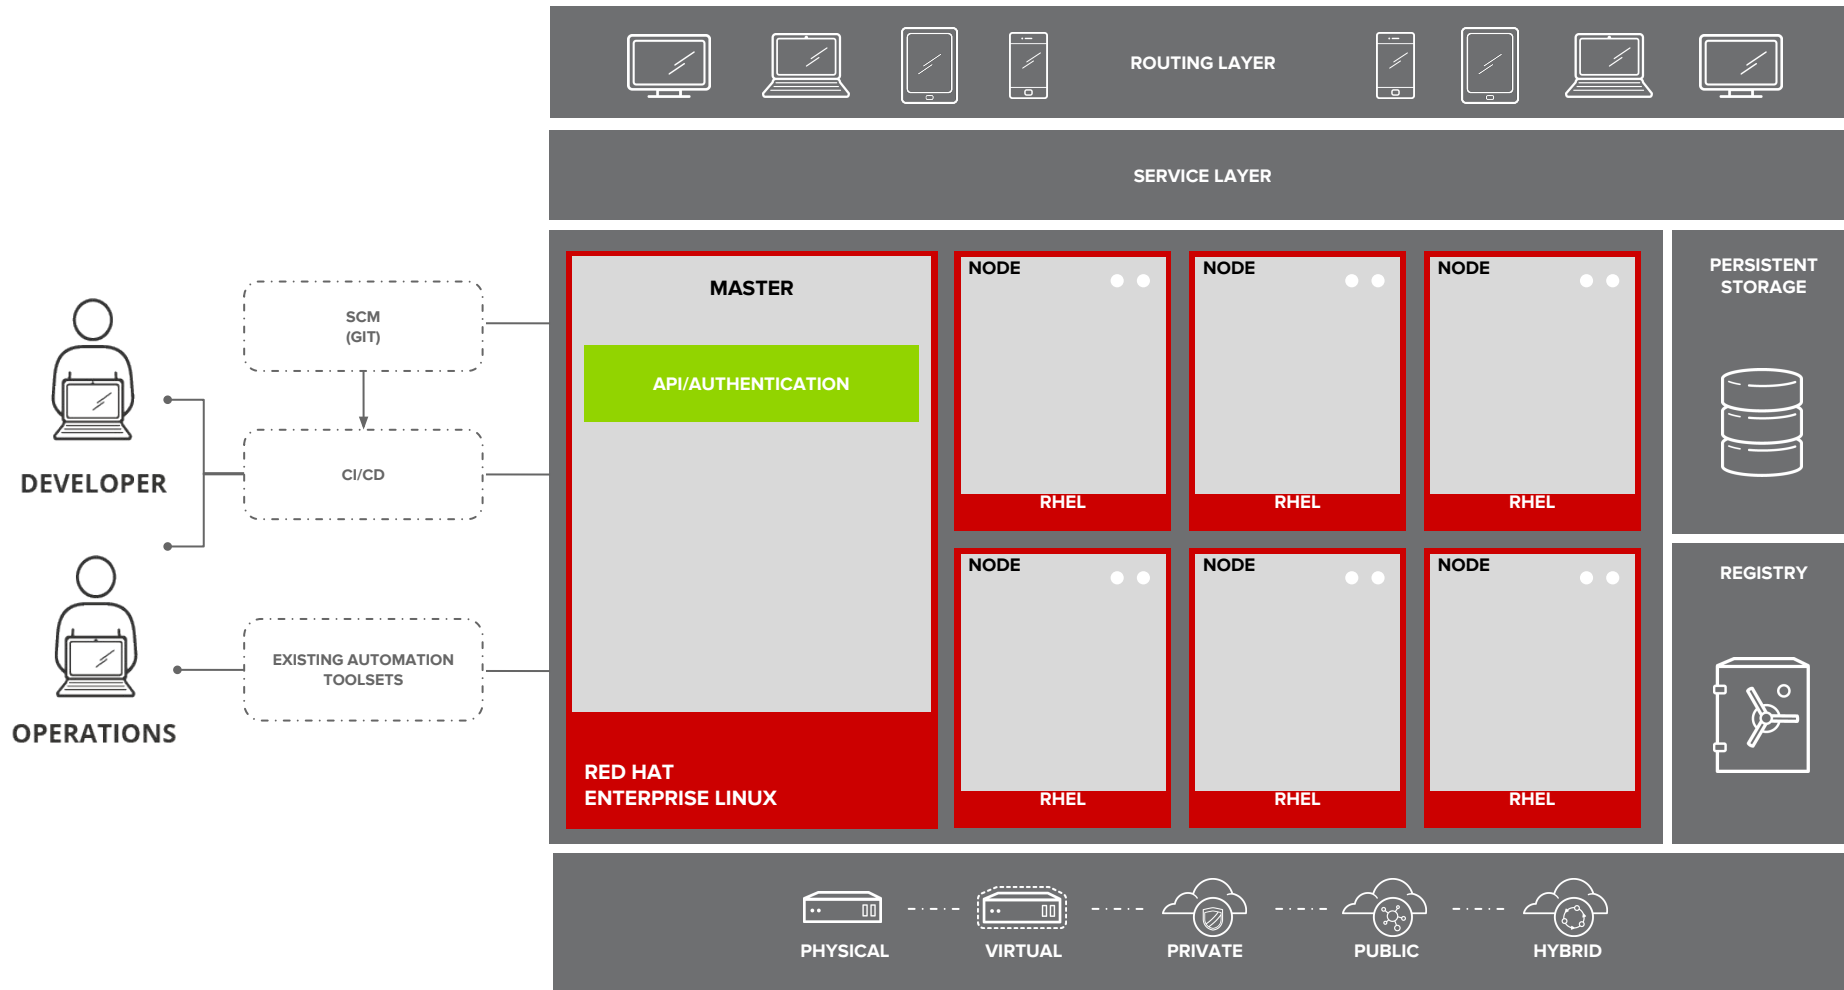 ROUTING LAYER
SERVICE LAYER
DEVELOPER
OPERATIONS
SCM
(GIT)
CI/CD
EXISTING AUTOMATION
TOOLSETS
MASTER
API/AUTHENTICATION
RED HAT
ENTERPRISE LINUX
NODE
RHEL
NODE
RHEL
NODE
RHEL
NODE
RHEL
NODE
RHEL
NODE
RHEL
PERSISTENT
STORAGE
REGISTRY
PHYSICAL
VIRTUAL
PRIVATE
PUBLIC
HYBRID